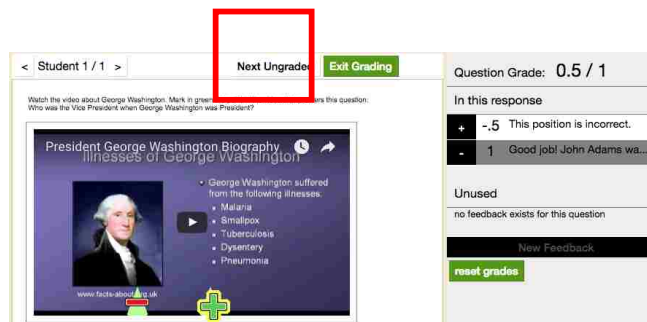 < Student 1 / 1 >
Next Ungraded
Exit Grading
Watch the video about George Washington. Mark in green this question.
Who was the Vice President when George Washington was President?
President George Washington Biography
Illnesses of George Washington
George Washington suffered
from the following illnesses:
Malaria
Smallpox
Tuberculosis
Dysentery
Pneumonia
www.facts-about.org.uk
Question Grade: 0.5 / 1
In this response
+ -.5 This position is incorrect.
- 1 Good job! John Adams wa...
Unused
no feedback exists for this question
New Feedback
reset grades